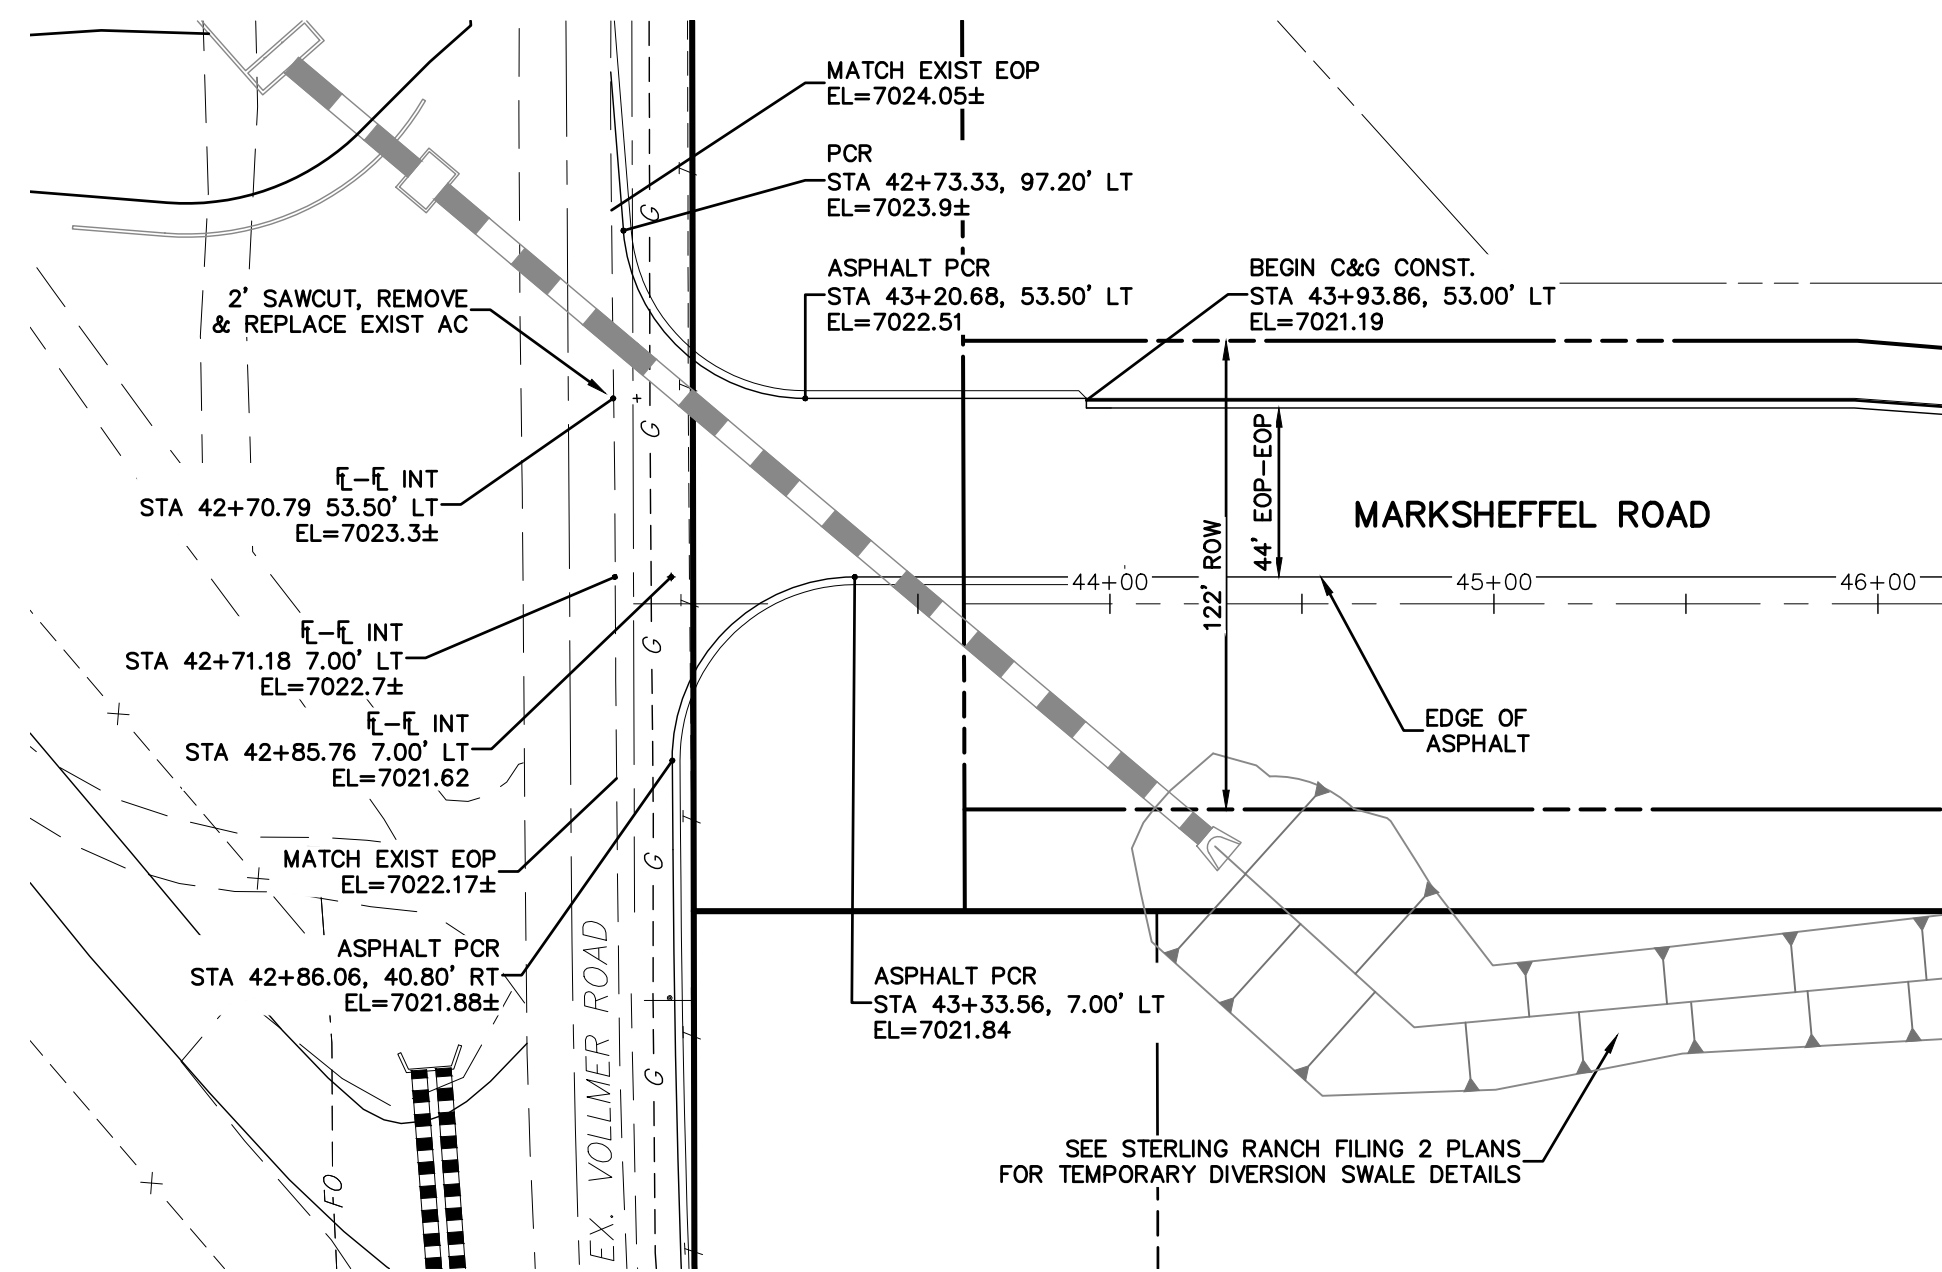 MATCH EXIST EOP
EL=7024.05±
PCR
STA 42+73.33, 97.20' LT
EL=7023.9±
ASPHALT PCR
STA 43+20.68, 53.50' LT
EL=7022.51
BEGIN C&G CONST.
STA 43+93.86, 53.00' LT
EL=7021.19
2' SAWCUT, REMOVE
& REPLACE EXIST AC
FL-FL INT
STA 42+70.79 53.50' LT
EL=7023.3±
FL-FL INT
STA 42+71.18 7.00' LT
EL=7022.7±
FL-FL INT
STA 42+85.76 7.00' LT
EL=7021.62
MATCH EXIST EOP
EL=7022.17±
ASPHALT PCR
STA 42+86.06, 40.80' RT
EL=7021.88±
ASPHALT PCR
STA 43+33.56, 7.00' LT
EL=7021.84
122' ROW
44' EOP-EOP
MARKSHEFFEL ROAD
44+00
45+00
46+00
EDGE OF
ASPHALT
SEE STERLING RANCH FILING 2 PLANS
FOR TEMPORARY DIVERSION SWALE DETAILS
EX. VOLLMER ROAD
FO
G
G
G
G
G